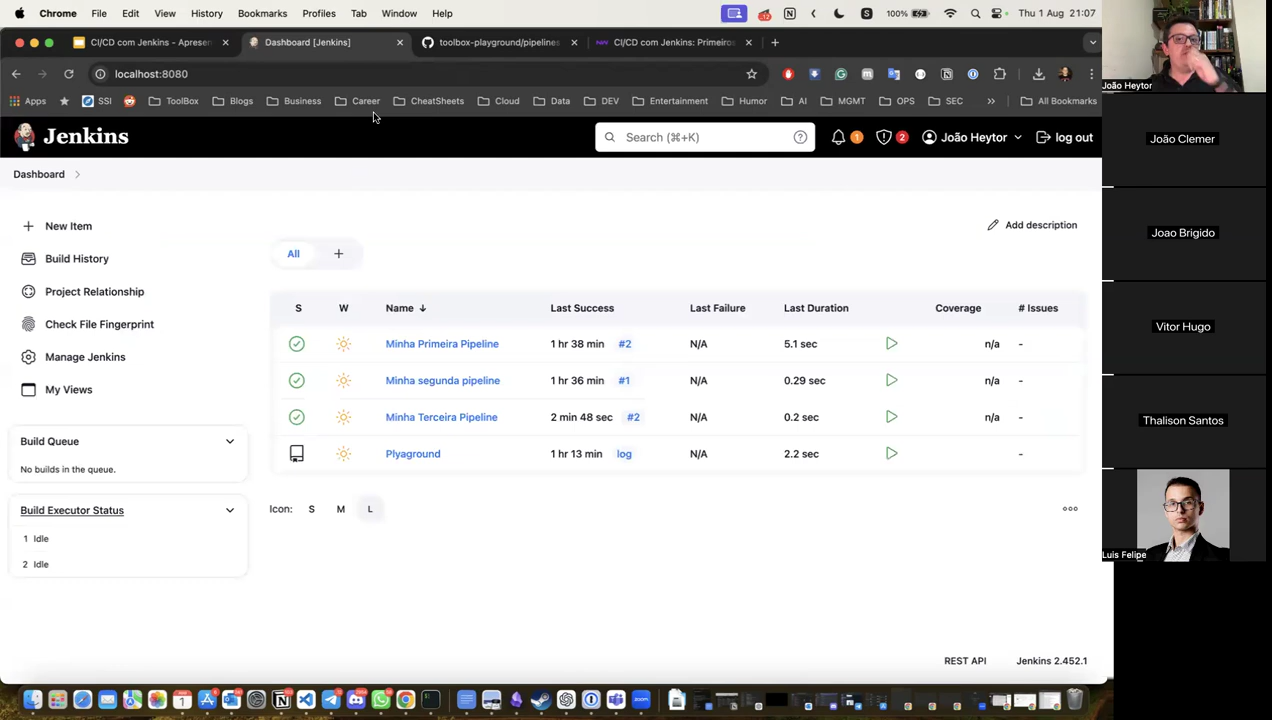 Chrome File Edit View History Bookmarks Profiles Tab Window Help 100% Thu 1 Aug 21:07
CI/CD com Jenkins - Apresen
Dashboard [Jenkins]
toolbox-playground/pipelines
CI/CD com Jenkins: Primeiros
localhost:8080
Apps SSI ToolBox Blogs Business Career CheatSheets Cloud Data DEV Entertainment Humor AI MGMT OPS SEC » All Bookmarks
Jenkins
Search (⌘+K)
1
2
João Heytor
log out
Dashboard
New Item
Build History
Project Relationship
Check File Fingerprint
Manage Jenkins
My Views
Build Queue
No builds in the queue.
Build Executor Status
1 Idle
2 Idle
Add description
All +
S W Name ↓ Last Success Last Failure Last Duration Coverage # Issues
Minha Primeira Pipeline 1 hr 38 min #2 N/A 5.1 sec n/a -
Minha segunda pipeline 1 hr 36 min #1 N/A 0.29 sec n/a -
Minha Terceira Pipeline 2 min 48 sec #2 N/A 0.2 sec n/a -
Plyaground 1 hr 13 min log N/A 2.2 sec -
Icon: S M L
REST API Jenkins 2.452.1
João Heytor
João Clemer
Joao Brigido
Vitor Hugo
Thalison Santos
Luis Felipe
zoom